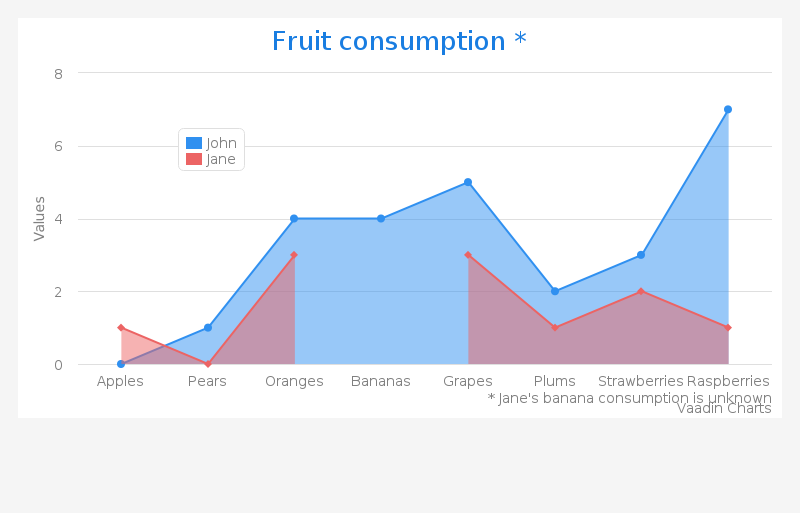 Fruit consumption *
8
6
4
2
0
Values
John
Jane
Apples Pears Oranges Bananas Grapes Plums Strawberries Raspberries
* Jane's banana consumption is unknown
Vaadin Charts